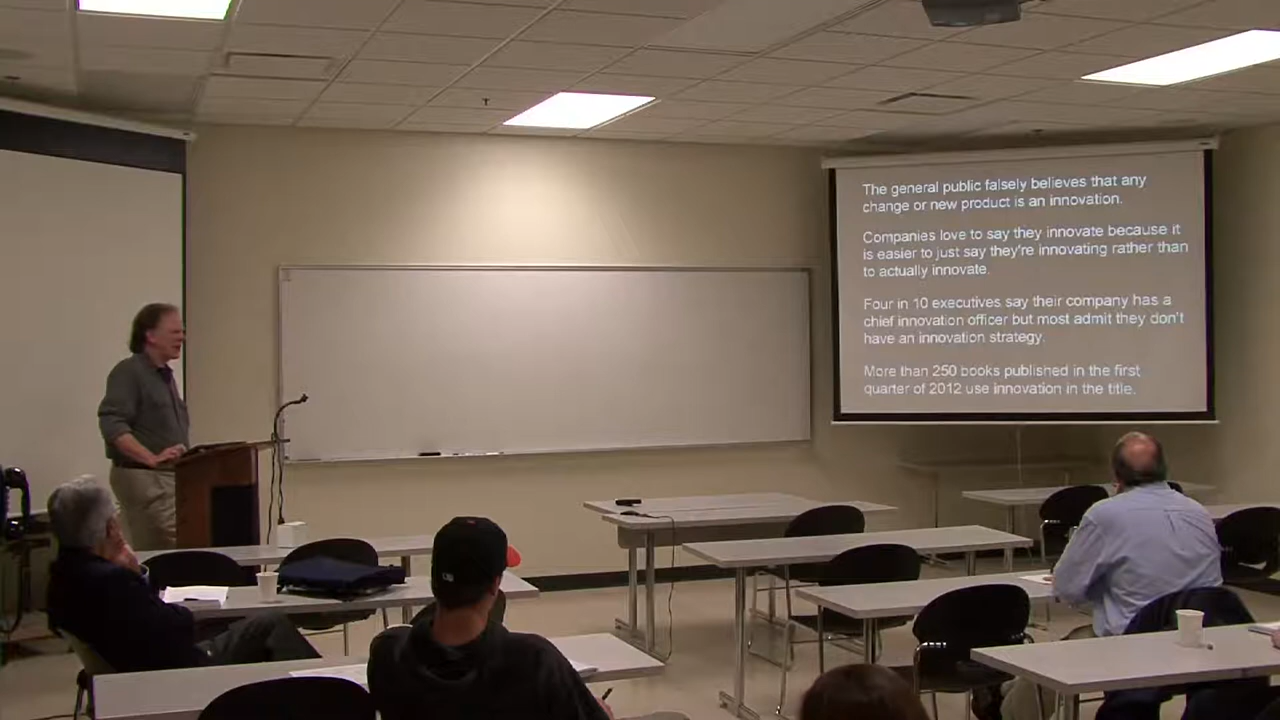 The general public falsely believes that any
change or new product is an innovation.
Companies love to say they innovate because it
is easier to just say they're innovating rather than
to actually innovate.
Four in 10 executives say their company has a
chief innovation officer but most admit they don't
have an innovation strategy.
More than 250 books published in the first
quarter of 2012 use innovation in the title.